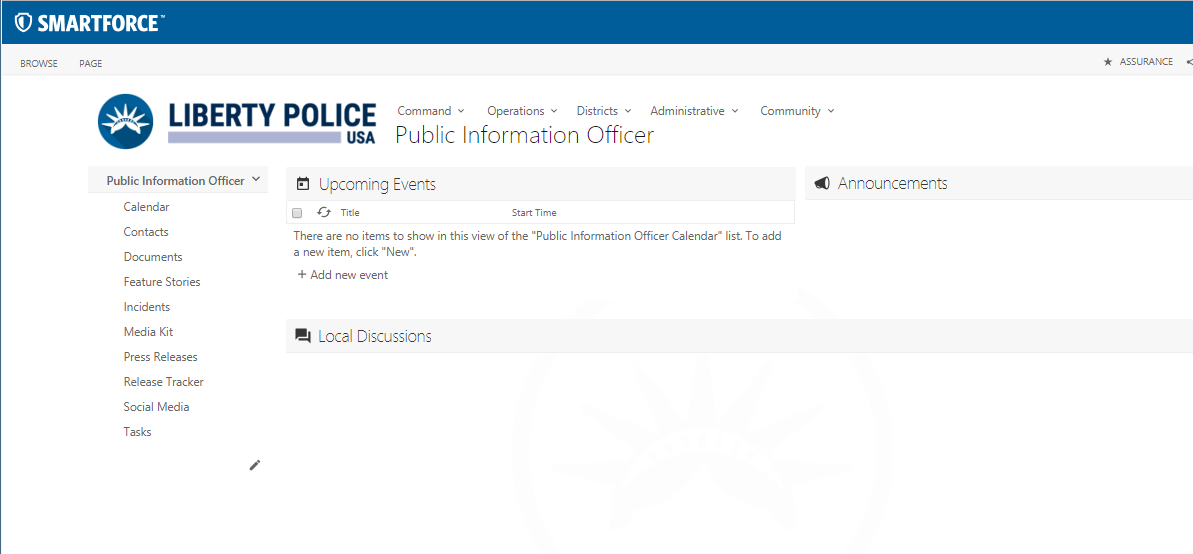 SMARTFORCE™
BROWSE PAGE
ASSURANCE
LIBERTY POLICE
USA
Command Operations Districts Administrative Community
Public Information Officer
Public Information Officer
Calendar
Contacts
Documents
Feature Stories
Incidents
Media Kit
Press Releases
Release Tracker
Social Media
Tasks
Upcoming Events
Title Start Time
There are no items to show in this view of the "Public Information Officer Calendar" list. To add
a new item, click "New".
+ Add new event
Announcements
Local Discussions